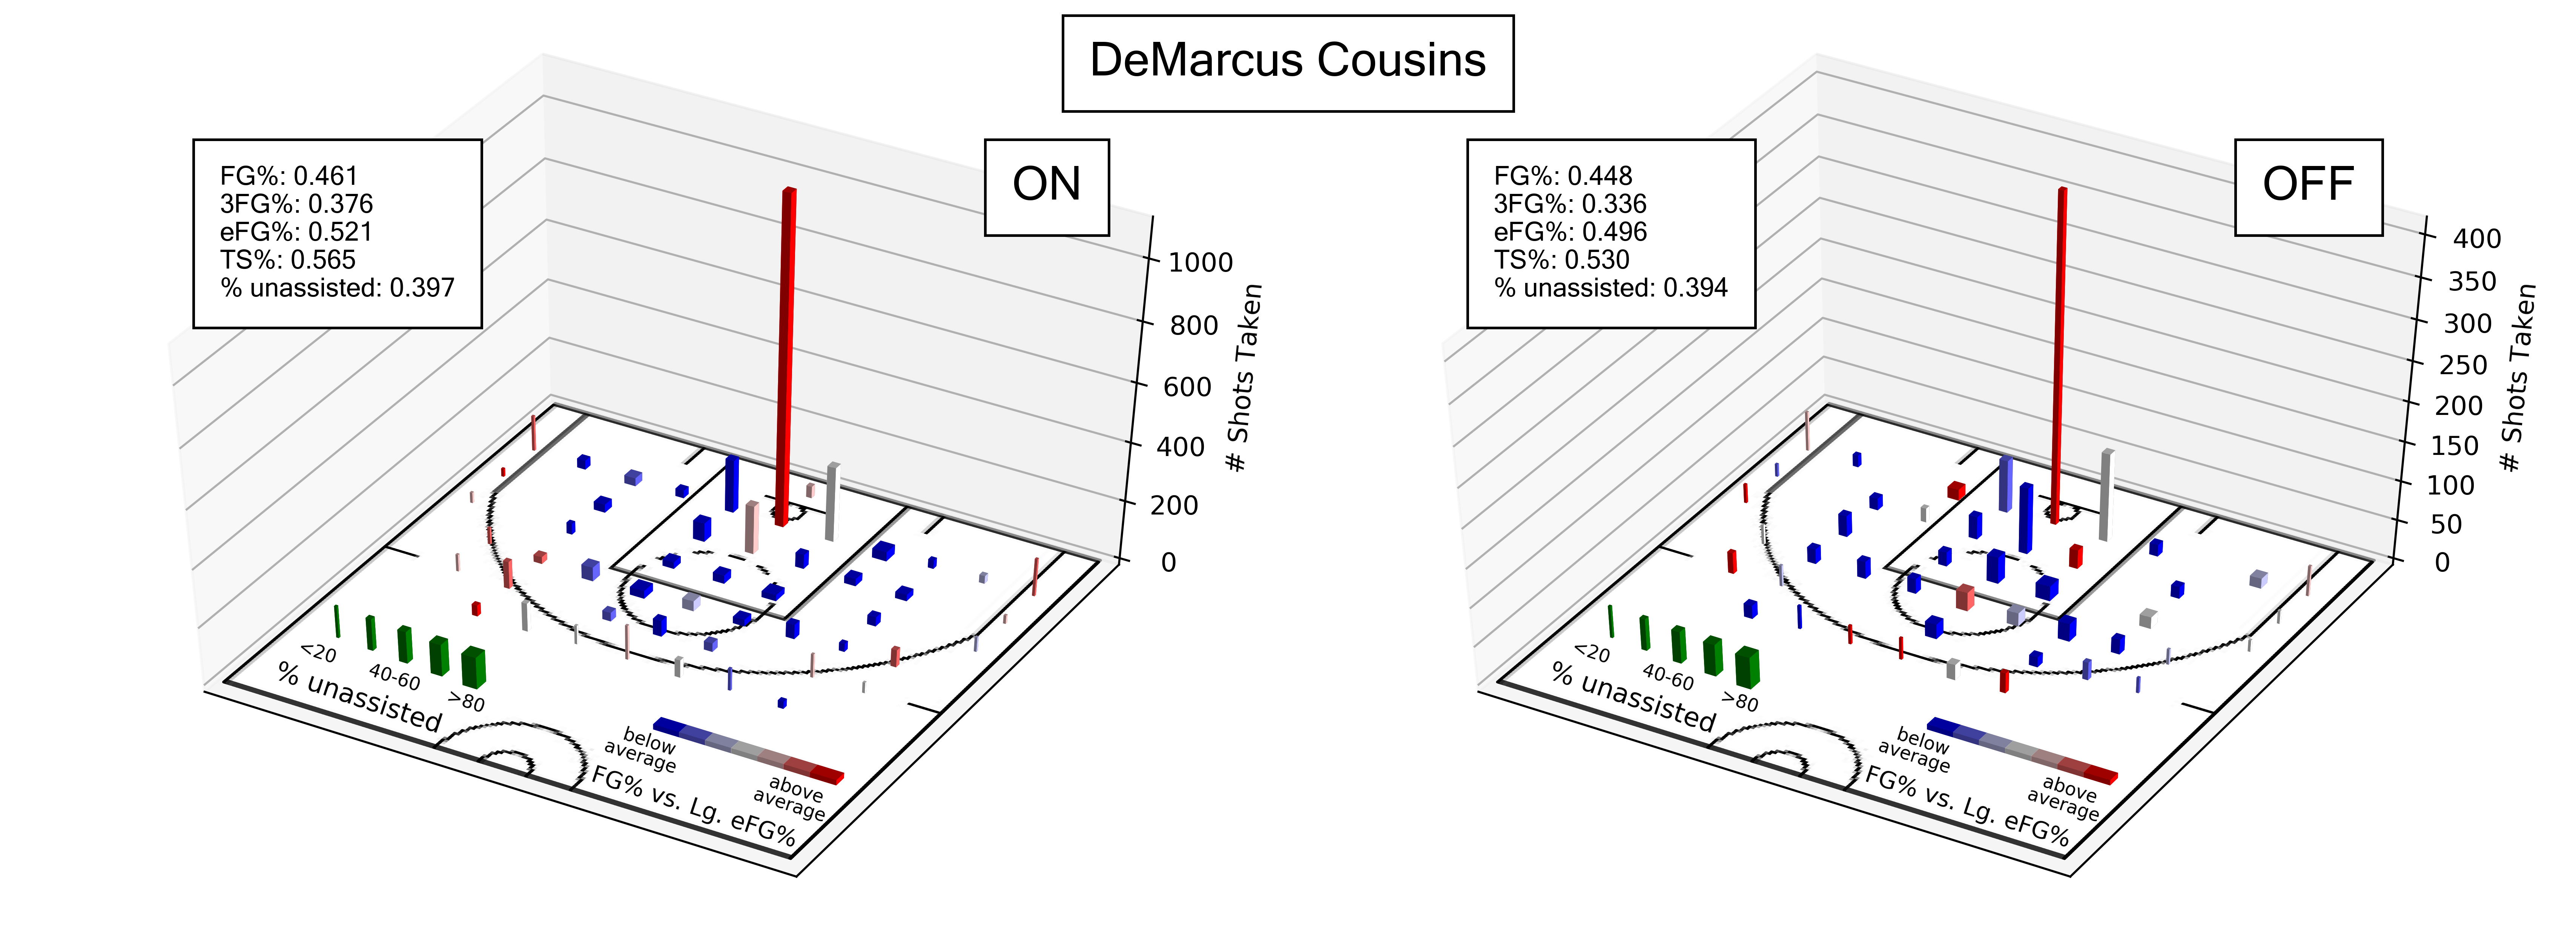 DeMarcus Cousins
FG%: 0.461
3FG%: 0.376
eFG%: 0.521
TS%: 0.565
% unassisted: 0.397
ON
1000
800
600
400
200
0
# Shots Taken
<20
40-60
>80
% unassisted
below
average
above
average
FG% vs. Lg. eFG%
FG%: 0.448
3FG%: 0.336
eFG%: 0.496
TS%: 0.530
% unassisted: 0.394
OFF
400
350
300
250
200
150
100
50
0
# Shots Taken
<20
40-60
>80
% unassisted
below
average
above
average
FG% vs. Lg. eFG%